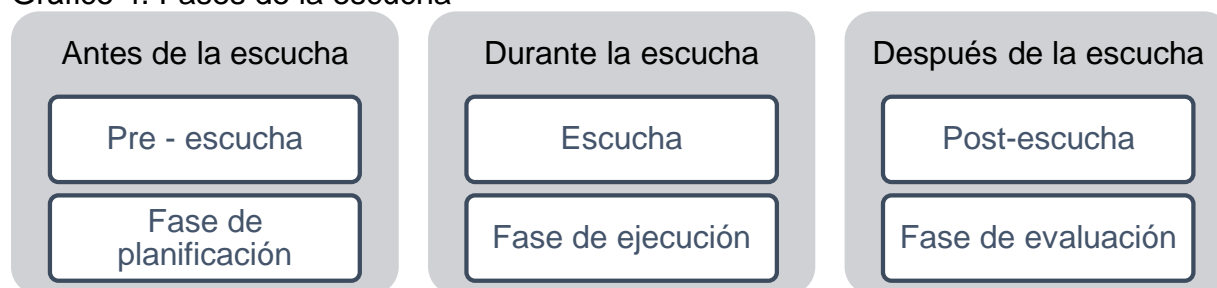 Gráfico 4. Fases de la escucha
Antes de la escucha
Pre - escucha
Fase de
planificación
Durante la escucha
Escucha
Fase de ejecución
Después de la escucha
Post-escucha
Fase de evaluación